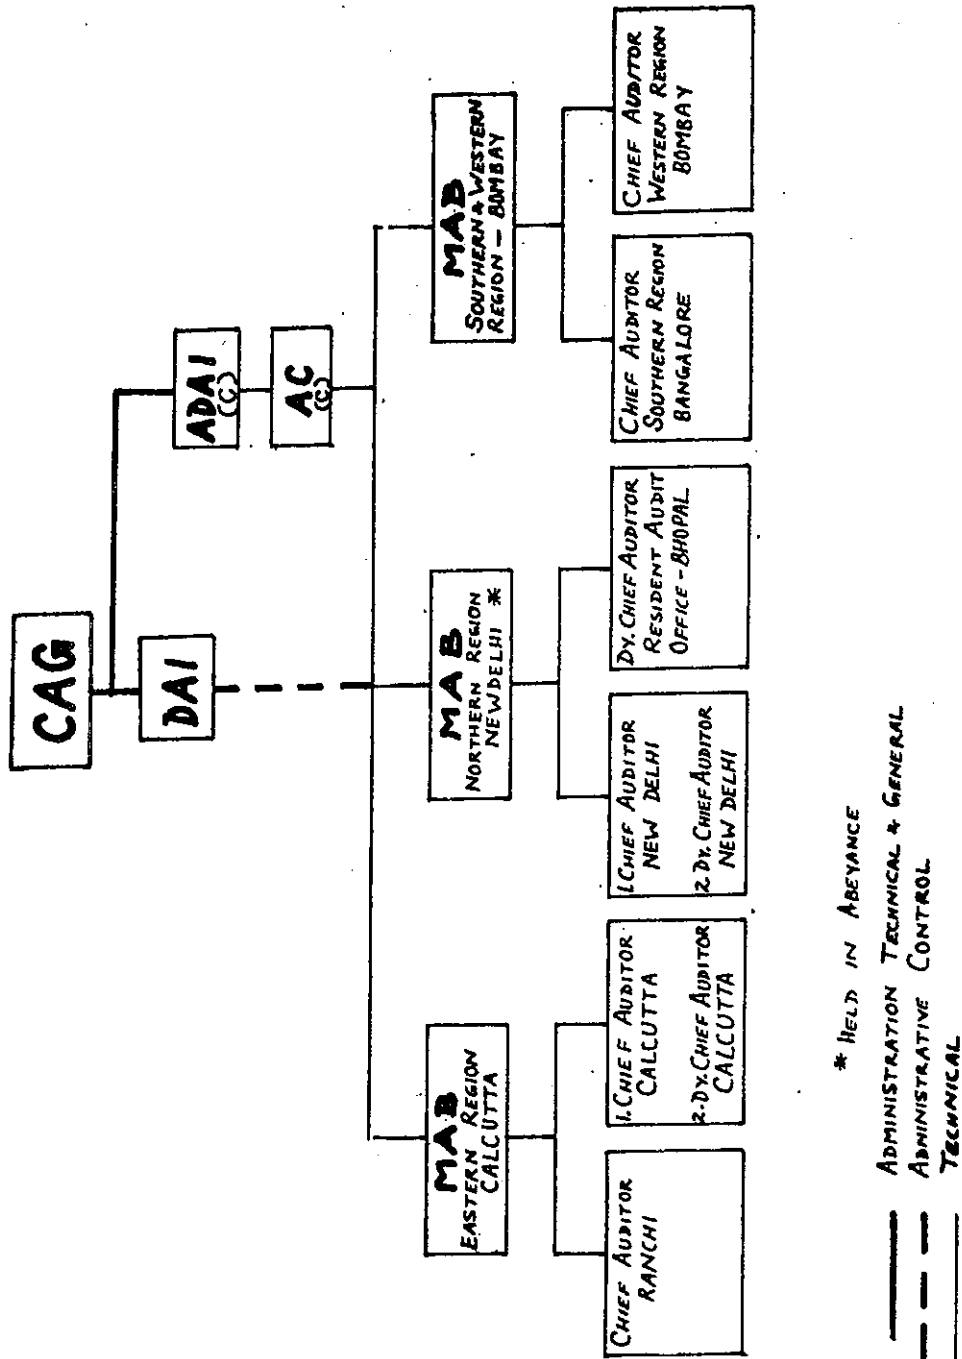 CAG
DAI
ADAI
(C)
AC
(C)
MAB
EASTERN REGION
CALCUTTA
MAB
NORTHERN REGION
NEW DELHI *
MAB
SOUTHERN & WESTERN
REGION - BOMBAY
CHIEF AUDITOR
RANCHI
1. CHIEF AUDITOR
CALCUTTA
2. DY. CHIEF AUDITOR
CALCUTTA
1. CHIEF AUDITOR
NEW DELHI
2 DY. CHIEF AUDITOR
NEW DELHI
DY. CHIEF AUDITOR
RESIDENT AUDIT
OFFICE - BHOPAL
CHIEF AUDITOR
SOUTHERN REGION
BANGALORE
CHIEF AUDITOR
WESTERN REGION
BOMBAY
* HELD IN ABEYANCE
ADMINISTRATION TECHNICAL & GENERAL
ADMINISTRATIVE CONTROL
TECHNICAL